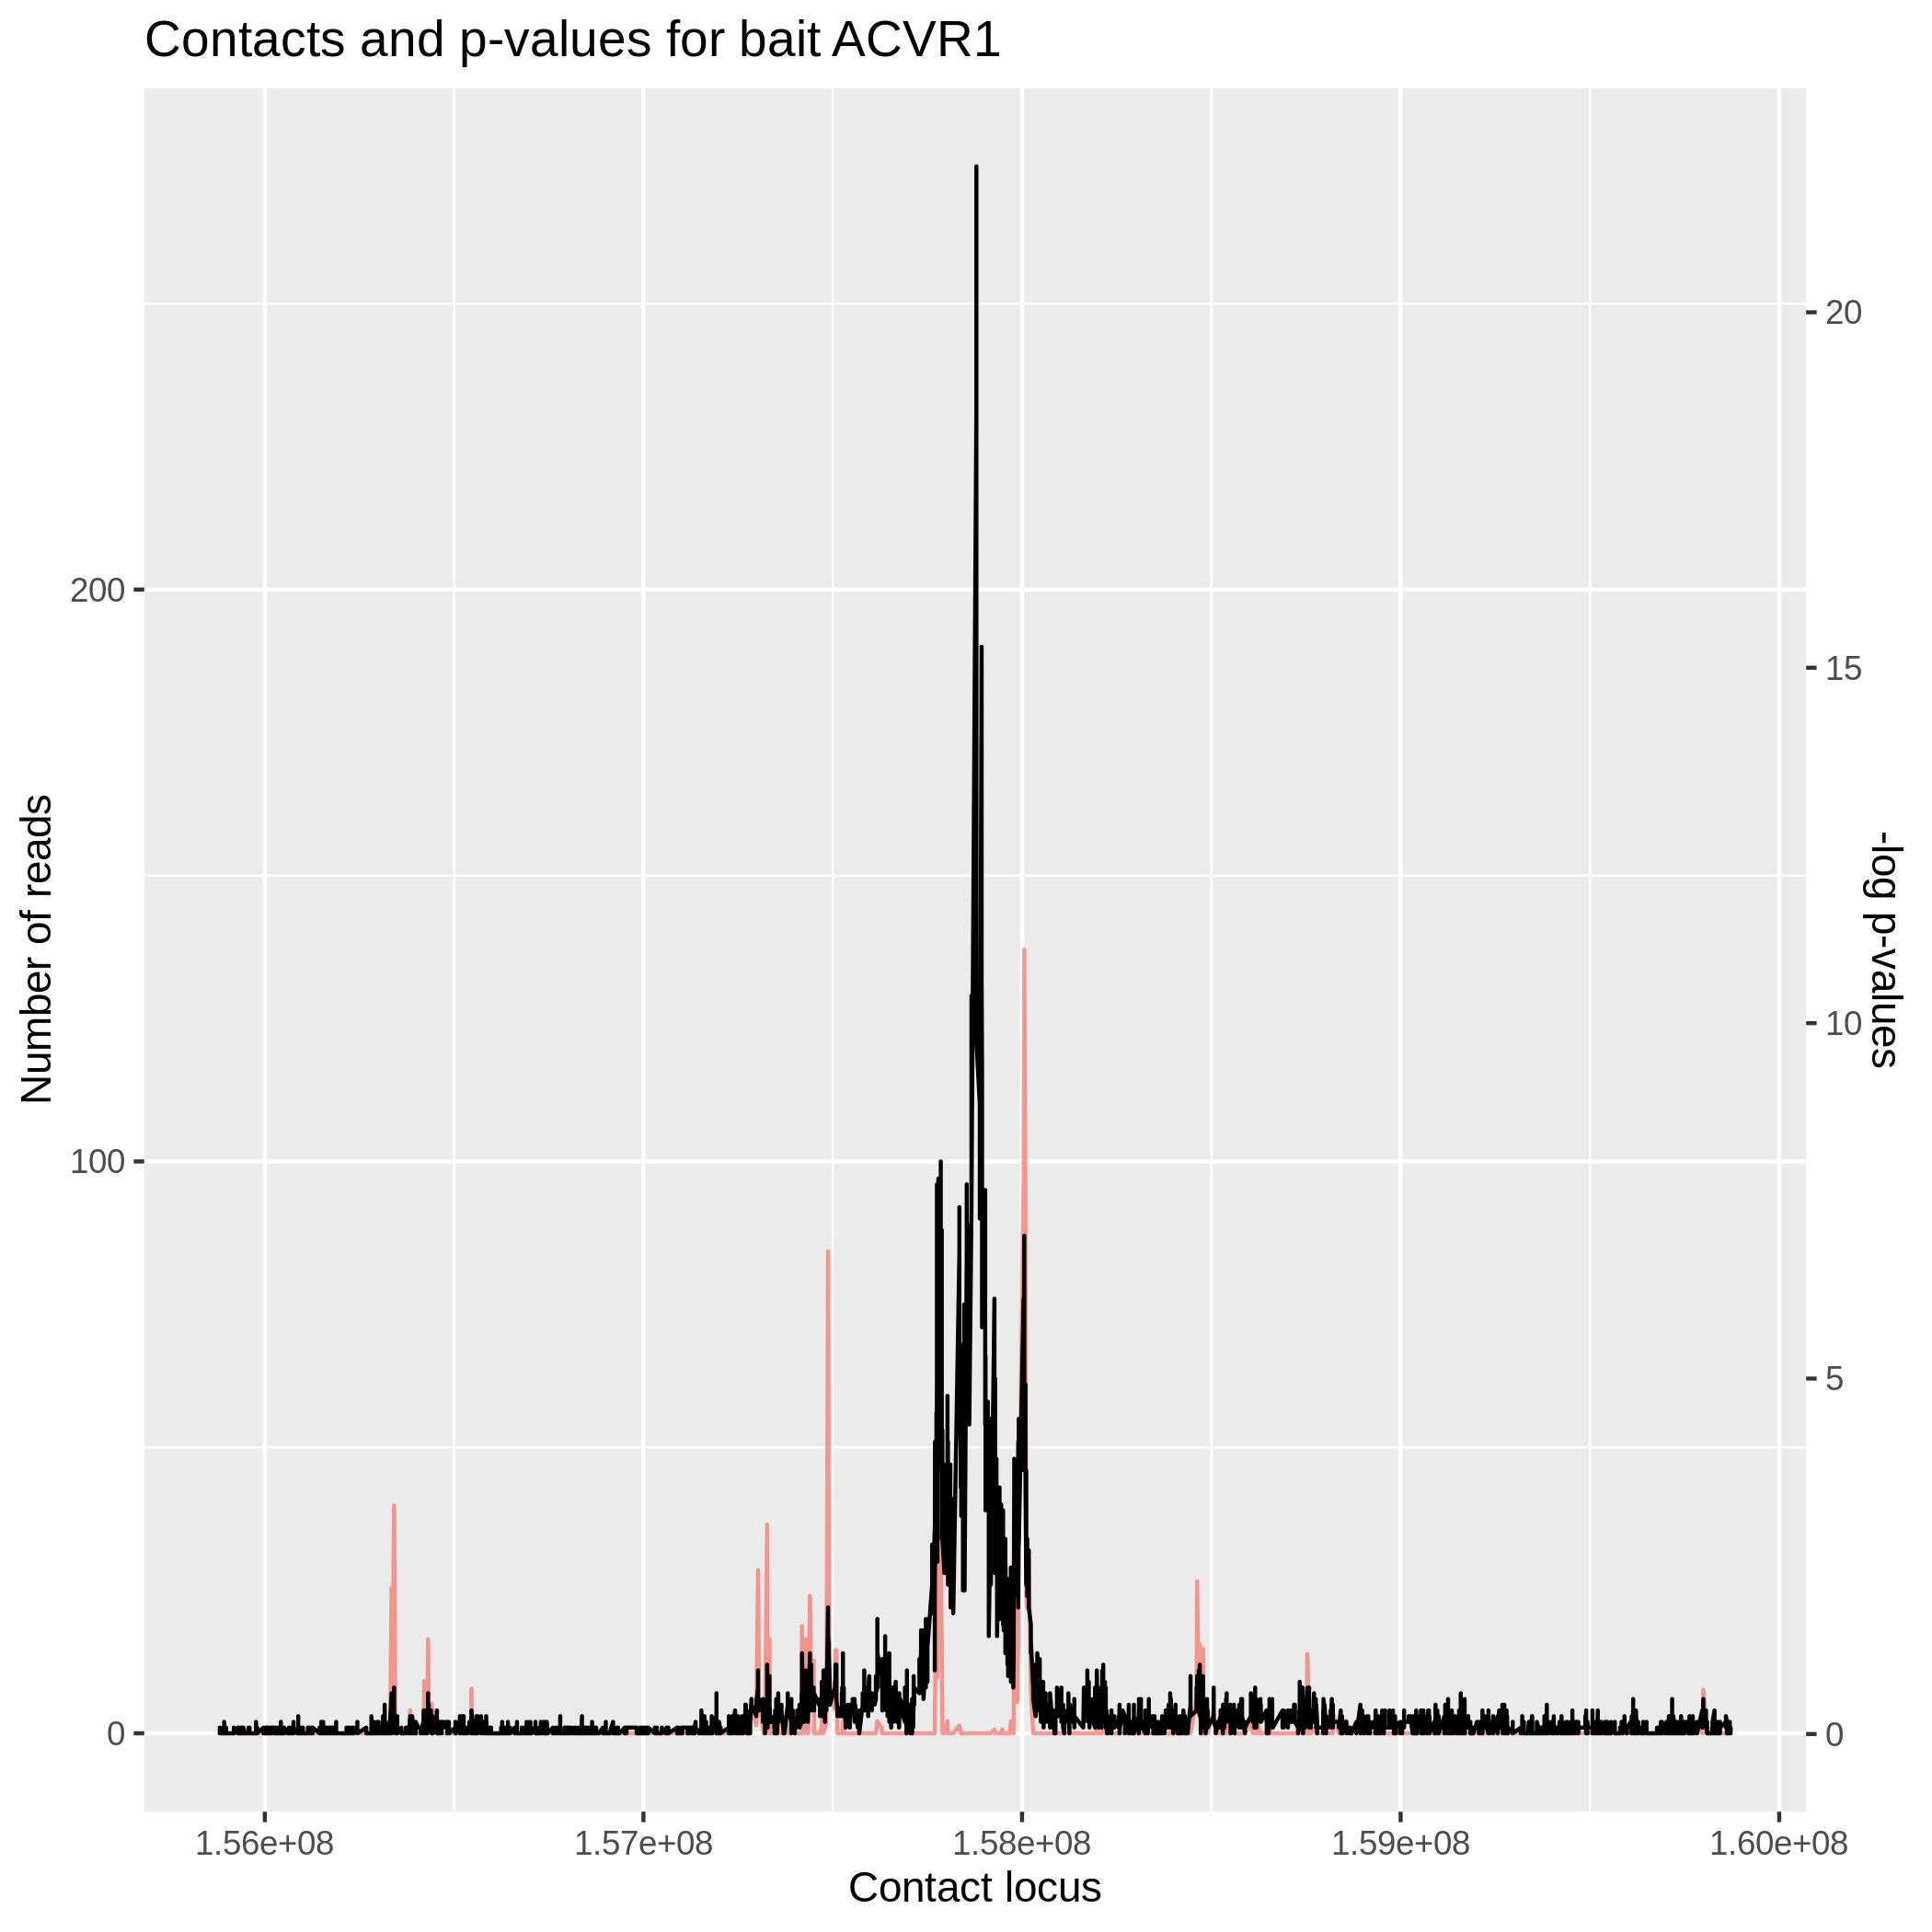 Contacts and p-values for bait ACVR1
Number of reads
200
100
0
20
15
10
5
0
-log p-values
1.56e+08
1.57e+08
1.58e+08
1.59e+08
1.60e+08
Contact locus